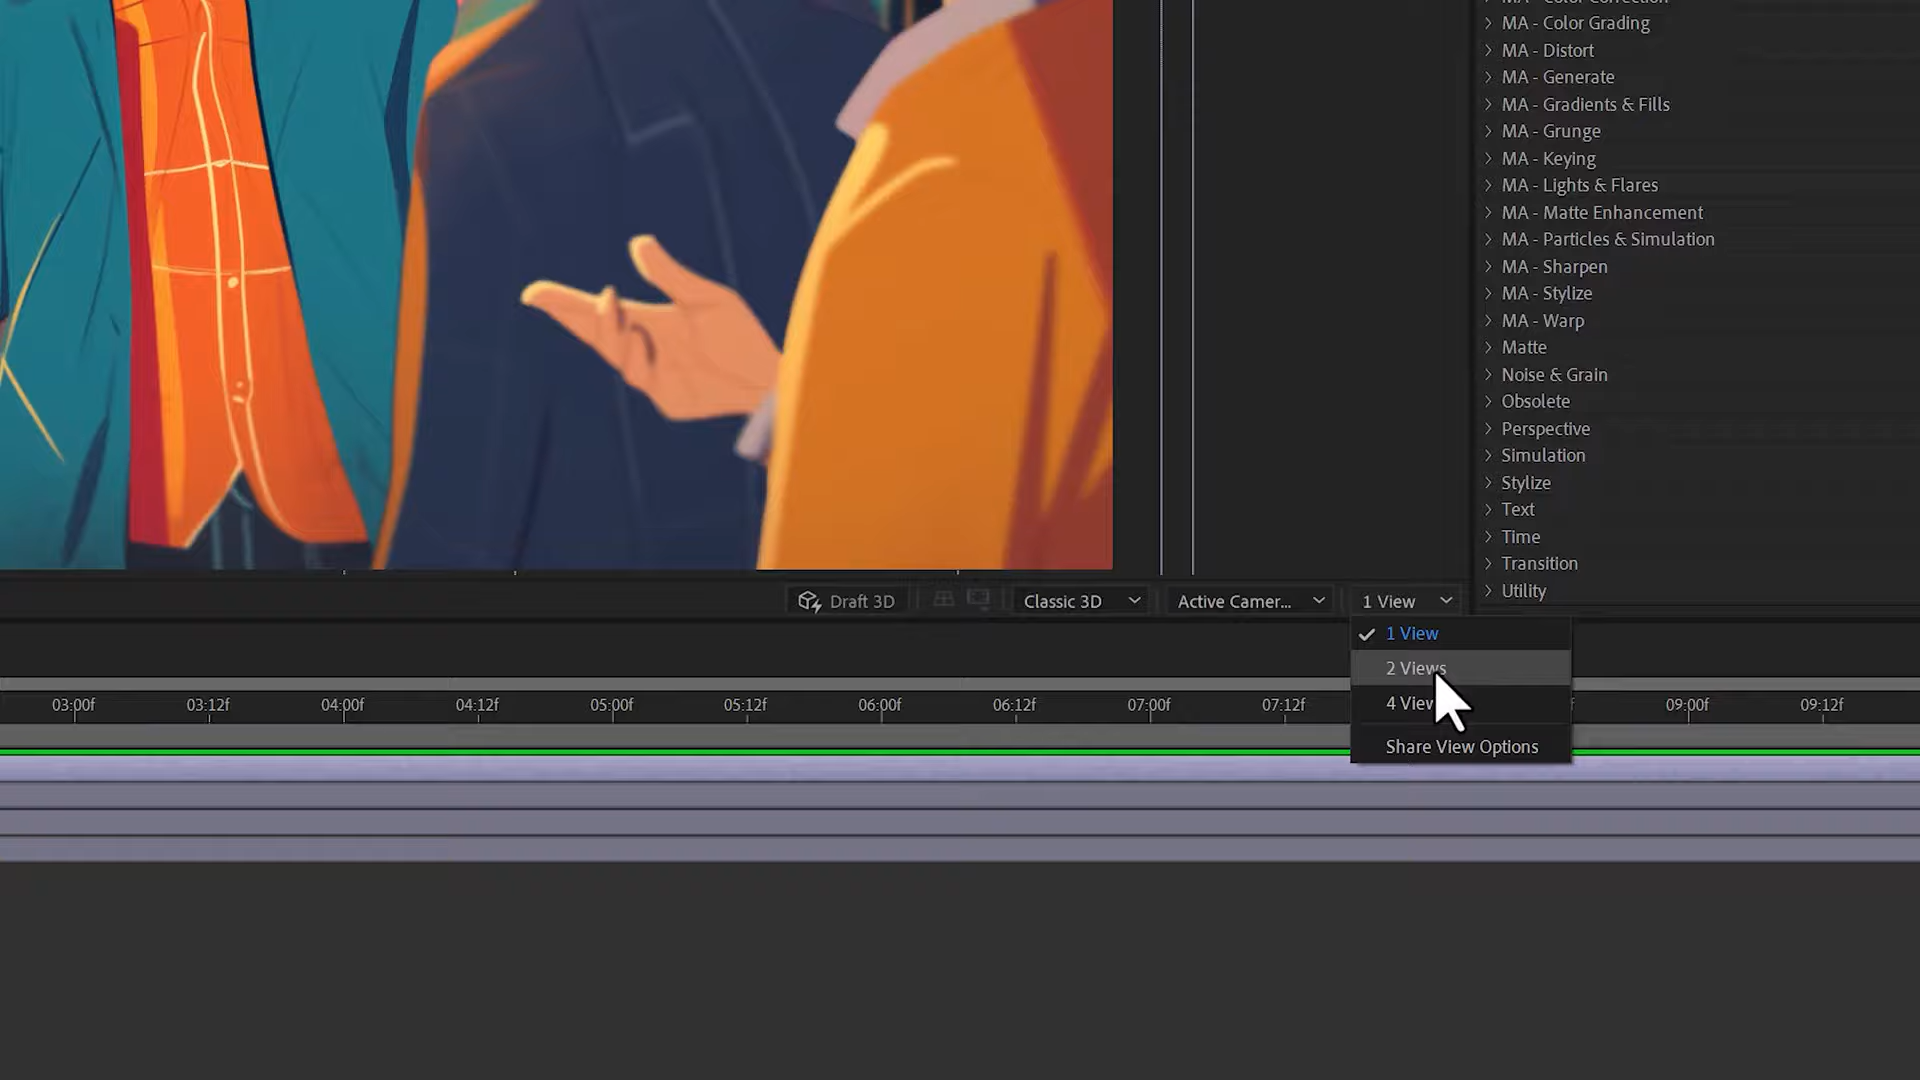 MA - Color Correction
MA - Color Grading
MA - Distort
MA - Generate
MA - Gradients & Fills
MA - Grunge
MA - Keying
MA - Lights & Flares
MA - Matte Enhancement
MA - Particles & Simulation
MA - Sharpen
MA - Stylize
MA - Warp
Matte
Noise & Grain
Obsolete
Perspective
Simulation
Stylize
Text
Time
Transition
Utility
Draft 3D
Classic 3D
Active Camer...
1 View
1 View
2 Views
4 View
Share View Options
03:00f 03:12f 04:00f 04:12f 05:00f 05:12f 06:00f 06:12f 07:00f 07:12f 09:00f 09:12f